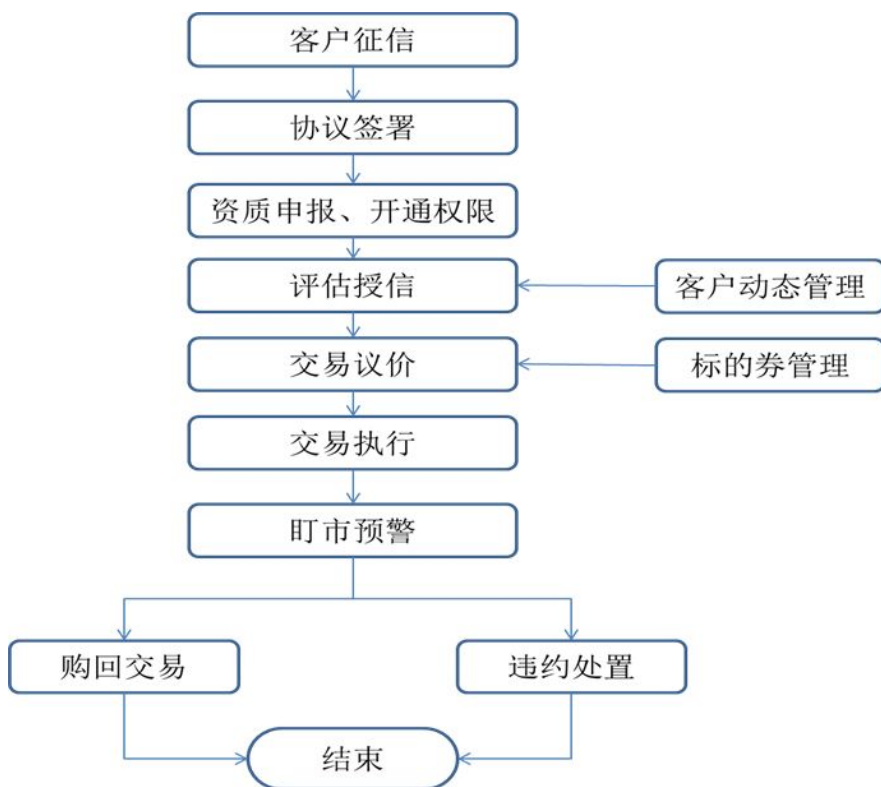 客户征信
协议签署
资质申报、开通权限
评估授信
客户动态管理
交易议价
标的券管理
交易执行
盯市预警
购回交易
违约处置
结束